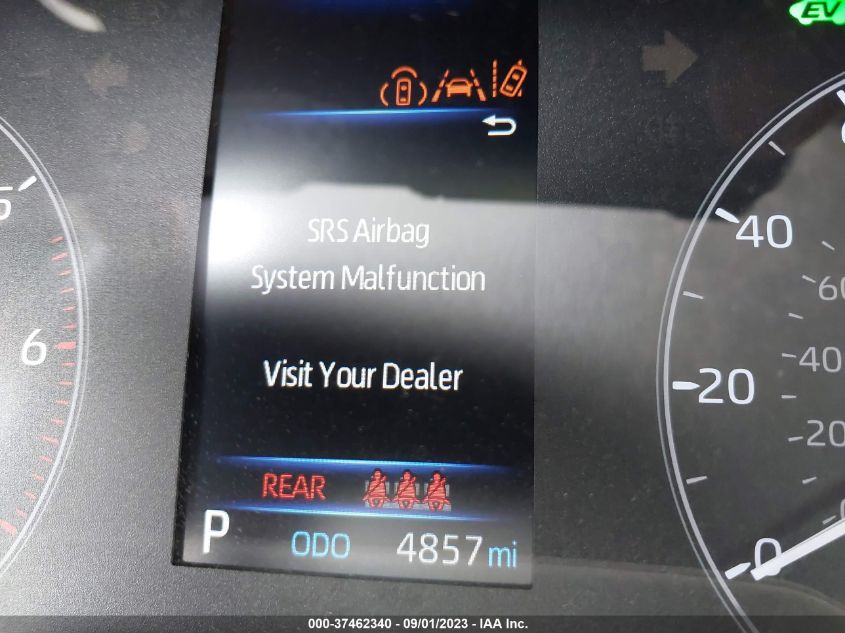 EV
SRS Airbag
System Malfunction
Visit Your Dealer
REAR
P ODO 4857 mi
6
40
60
20
40
20
0
000-37462340 - 09/01/2023 - IAA Inc.